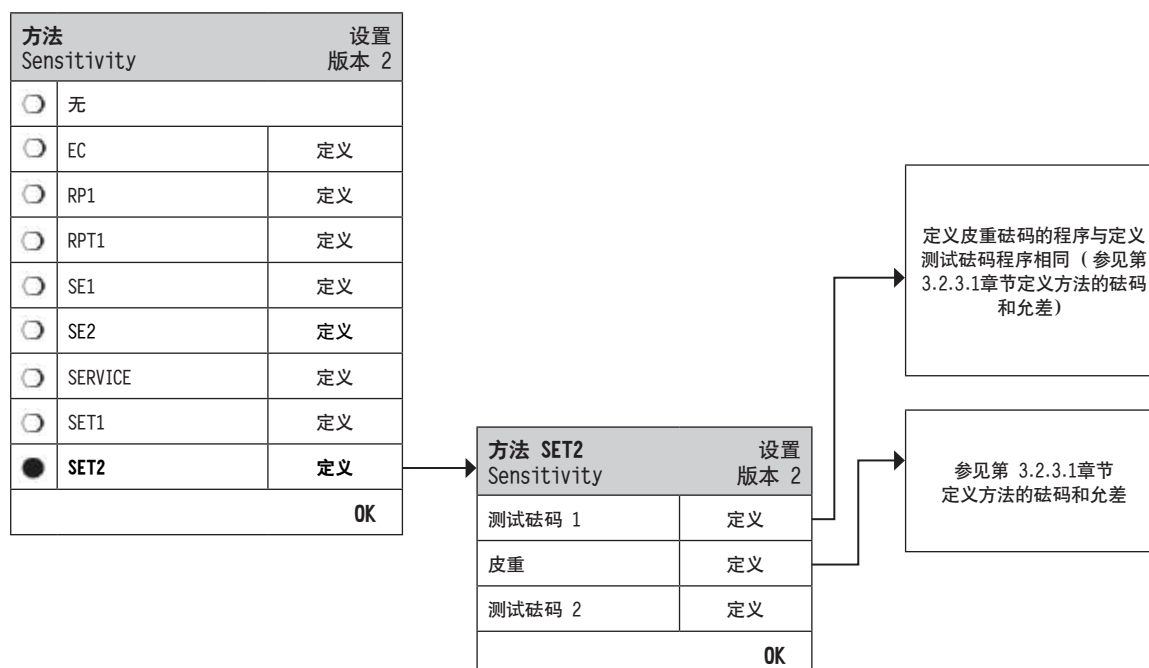 方法 设置
Sensitivity 版本 2
无
EC 定义
RP1 定义
RPT1 定义
SE1 定义
SE2 定义
SERVICE 定义
SET1 定义
SET2 定义
OK
方法 SET2 设置
Sensitivity 版本 2
测试砝码 1 定义
皮重 定义
测试砝码 2 定义
OK
定义皮重砝码的程序与定义
测试砝码程序相同（参见第
3.2.3.1章节定义方法的砝码
和允差）
参见第 3.2.3.1章节
定义方法的砝码和允差